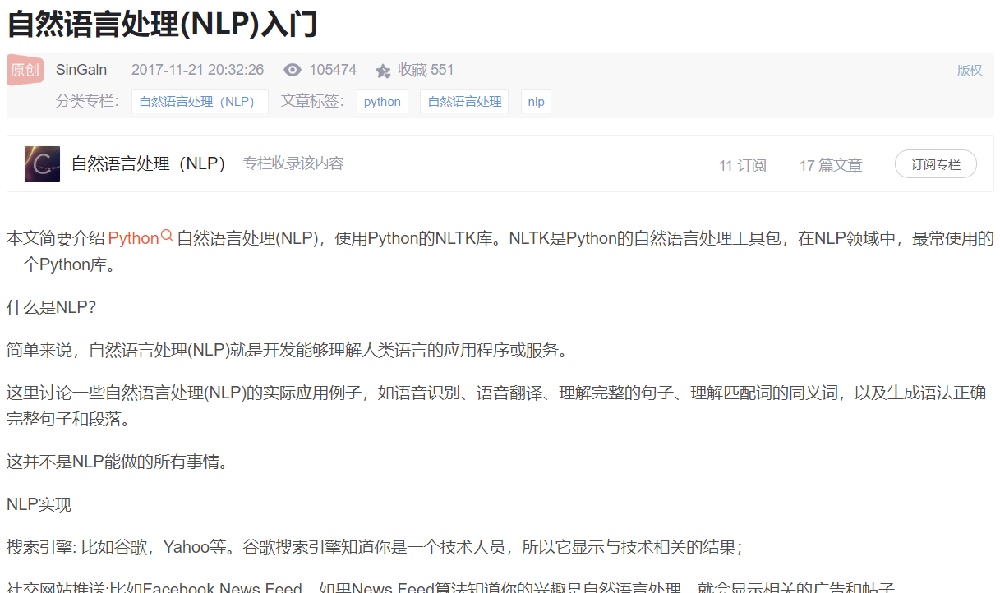 自然语言处理(NLP)入门
原创 SinGaln 2017-11-21 20:32:26 105474 收藏 551 版权
分类专栏： 自然语言处理（NLP） 文章标签： python 自然语言处理 nlp
自然语言处理（NLP） 专栏收录该内容 11 订阅 17 篇文章 订阅专栏
本文简要介绍Python自然语言处理(NLP)，使用Python的NLTK库。NLTK是Python的自然语言处理工具包，在NLP领域中，最常使用的
一个Python库。
什么是NLP？
简单来说，自然语言处理(NLP)就是开发能够理解人类语言的应用程序或服务。
这里讨论一些自然语言处理(NLP)的实际应用例子，如语音识别、语音翻译、理解完整的句子、理解匹配词的同义词，以及生成语法正确
完整句子和段落。
这并不是NLP能做的所有事情。
NLP实现
搜索引擎: 比如谷歌，Yahoo等。谷歌搜索引擎知道你是一个技术人员，所以它显示与技术相关的结果；
社交网站推送:比如Facebook News Feed。如果News Feed算法知道你的兴趣是自然语言处理，就会显示相关的广告和帖子